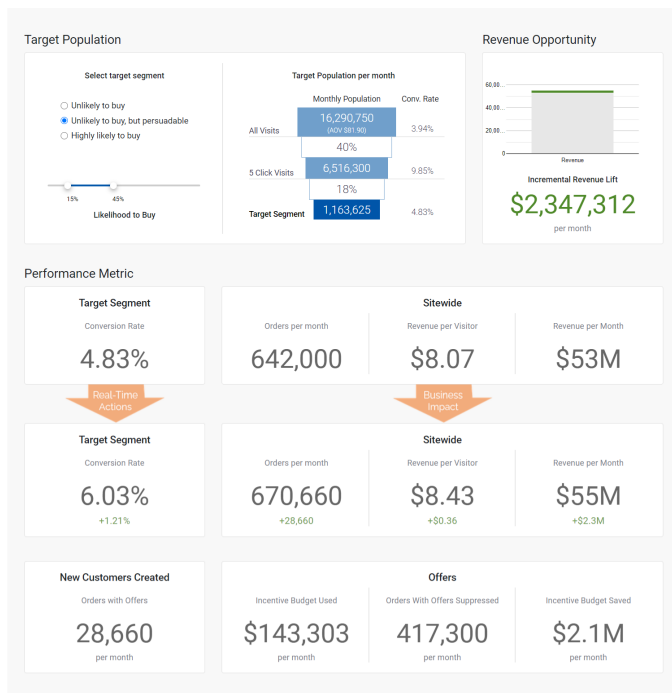 Target Population
Revenue Opportunity
Select target segment
Unlikely to buy
Unlikely to buy, but persuadable
Highly likely to buy
15%
45%
Likelihood to Buy
Target Population per month
Monthly Population
Conv. Rate
All Visits
16,290,750
(AOV $81.90)
3.94%
40%
5 Click Visits
6,516,300
9.85%
18%
Target Segment
1,163,625
4.83%
60,00...
40,00...
20,00...
0
Revenue
Incremental Revenue Lift
$2,347,312
per month
Performance Metric
Target Segment
Conversion Rate
4.83%
Sitewide
Orders per month
Revenue per Visitor
Revenue per Month
642,000
$8.07
$53M
Real-Time
Actions
Business
Impact
Target Segment
Conversion Rate
6.03%
+1.21%
Sitewide
Orders per month
Revenue per Visitor
Revenue per Month
670,660
$8.43
$55M
+28,660
+$0.36
+$2.3M
New Customers Created
Orders with Offers
28,660
per month
Offers
Incentive Budget Used
Orders With Offers Suppressed
Incentive Budget Saved
$143,303
417,300
$2.1M
per month
per month
per month